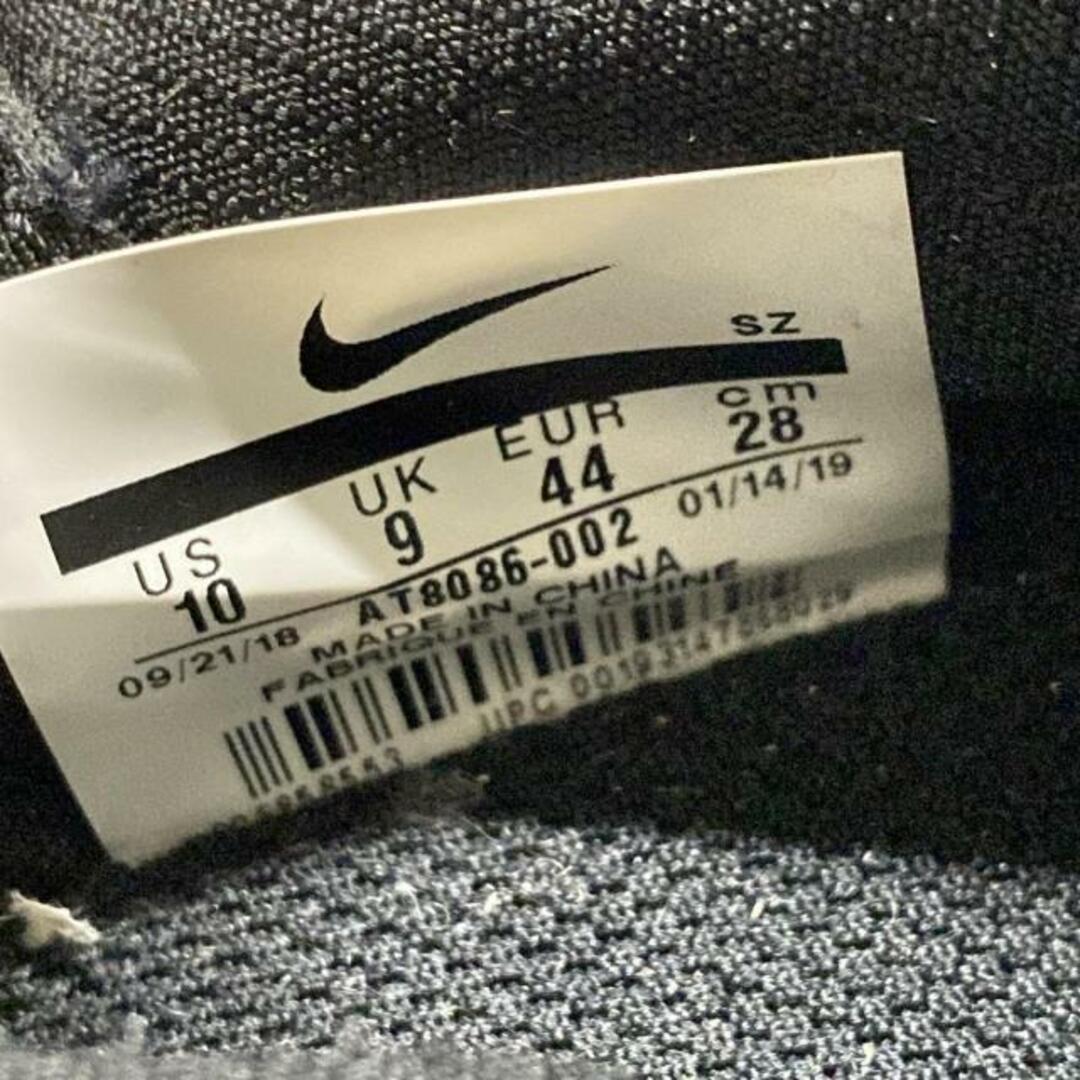 SZ
US UK EUR cm
10 9 44 28
09/21/18 AT8086-002 01/14/19
MADE IN CHINA
FABRIQUE EN CHINE
UPC